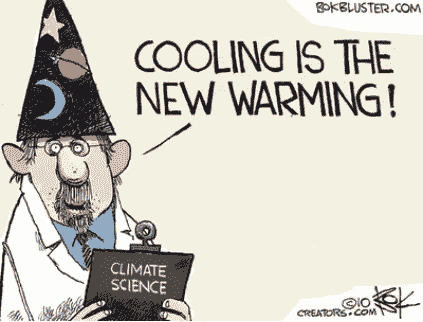 BOKBLUSTER.COM
COOLING IS THE
NEW WARMING!
CLIMATE
SCIENCE
©10 BOK
CREATORS.COM